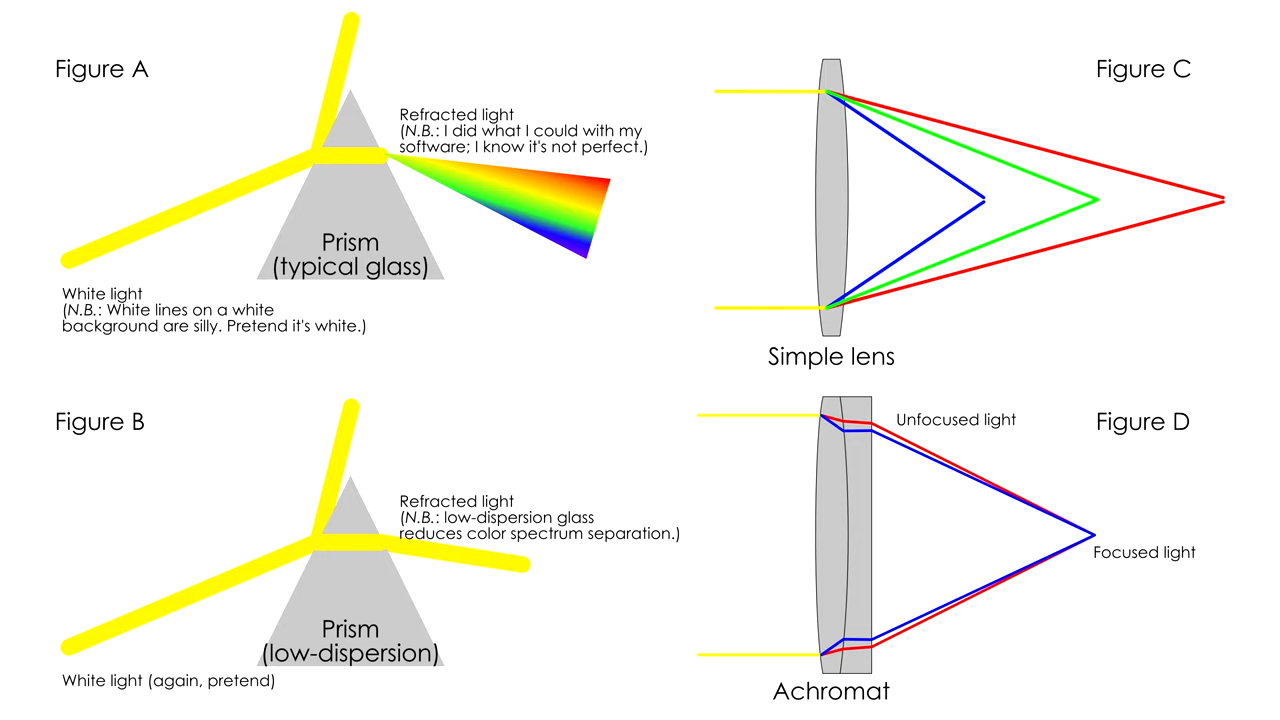 Figure A
Refracted light
(N.B.: I did what I could with my
software; I know it's not perfect.)
Prism
(typical glass)
White light
(N.B.: White lines on a white
background are silly. Pretend it's white.)
Figure C
Simple lens
Figure B
Refracted light
(N.B.: low-dispersion glass
reduces color spectrum separation.)
Prism
(low-dispersion)
White light (again, pretend)
Unfocused light
Figure D
Focused light
Achromat